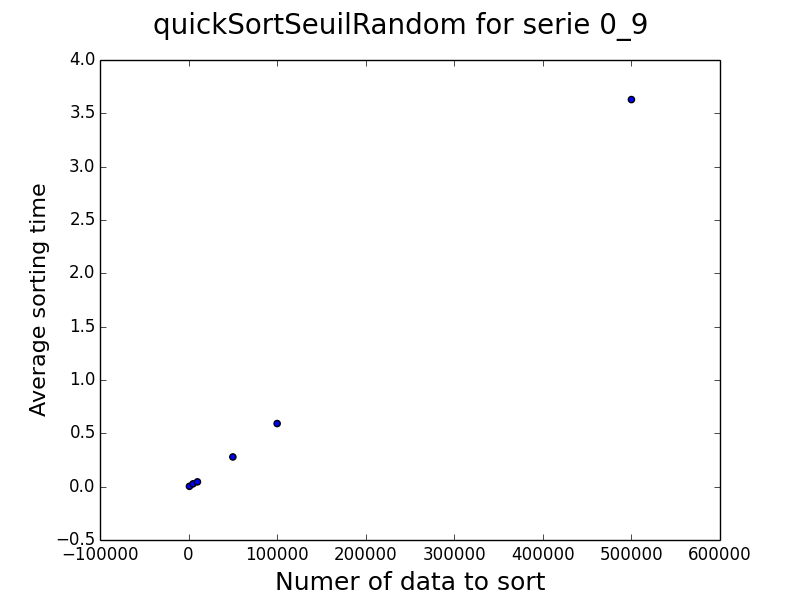 quickSortSeuilRandom for serie 0_9
4.0
3.5
3.0
2.5
2.0
1.5
1.0
0.5
0.0
−0.5
Average sorting time
−100000 0 100000 200000 300000 400000 500000 600000
Numer of data to sort